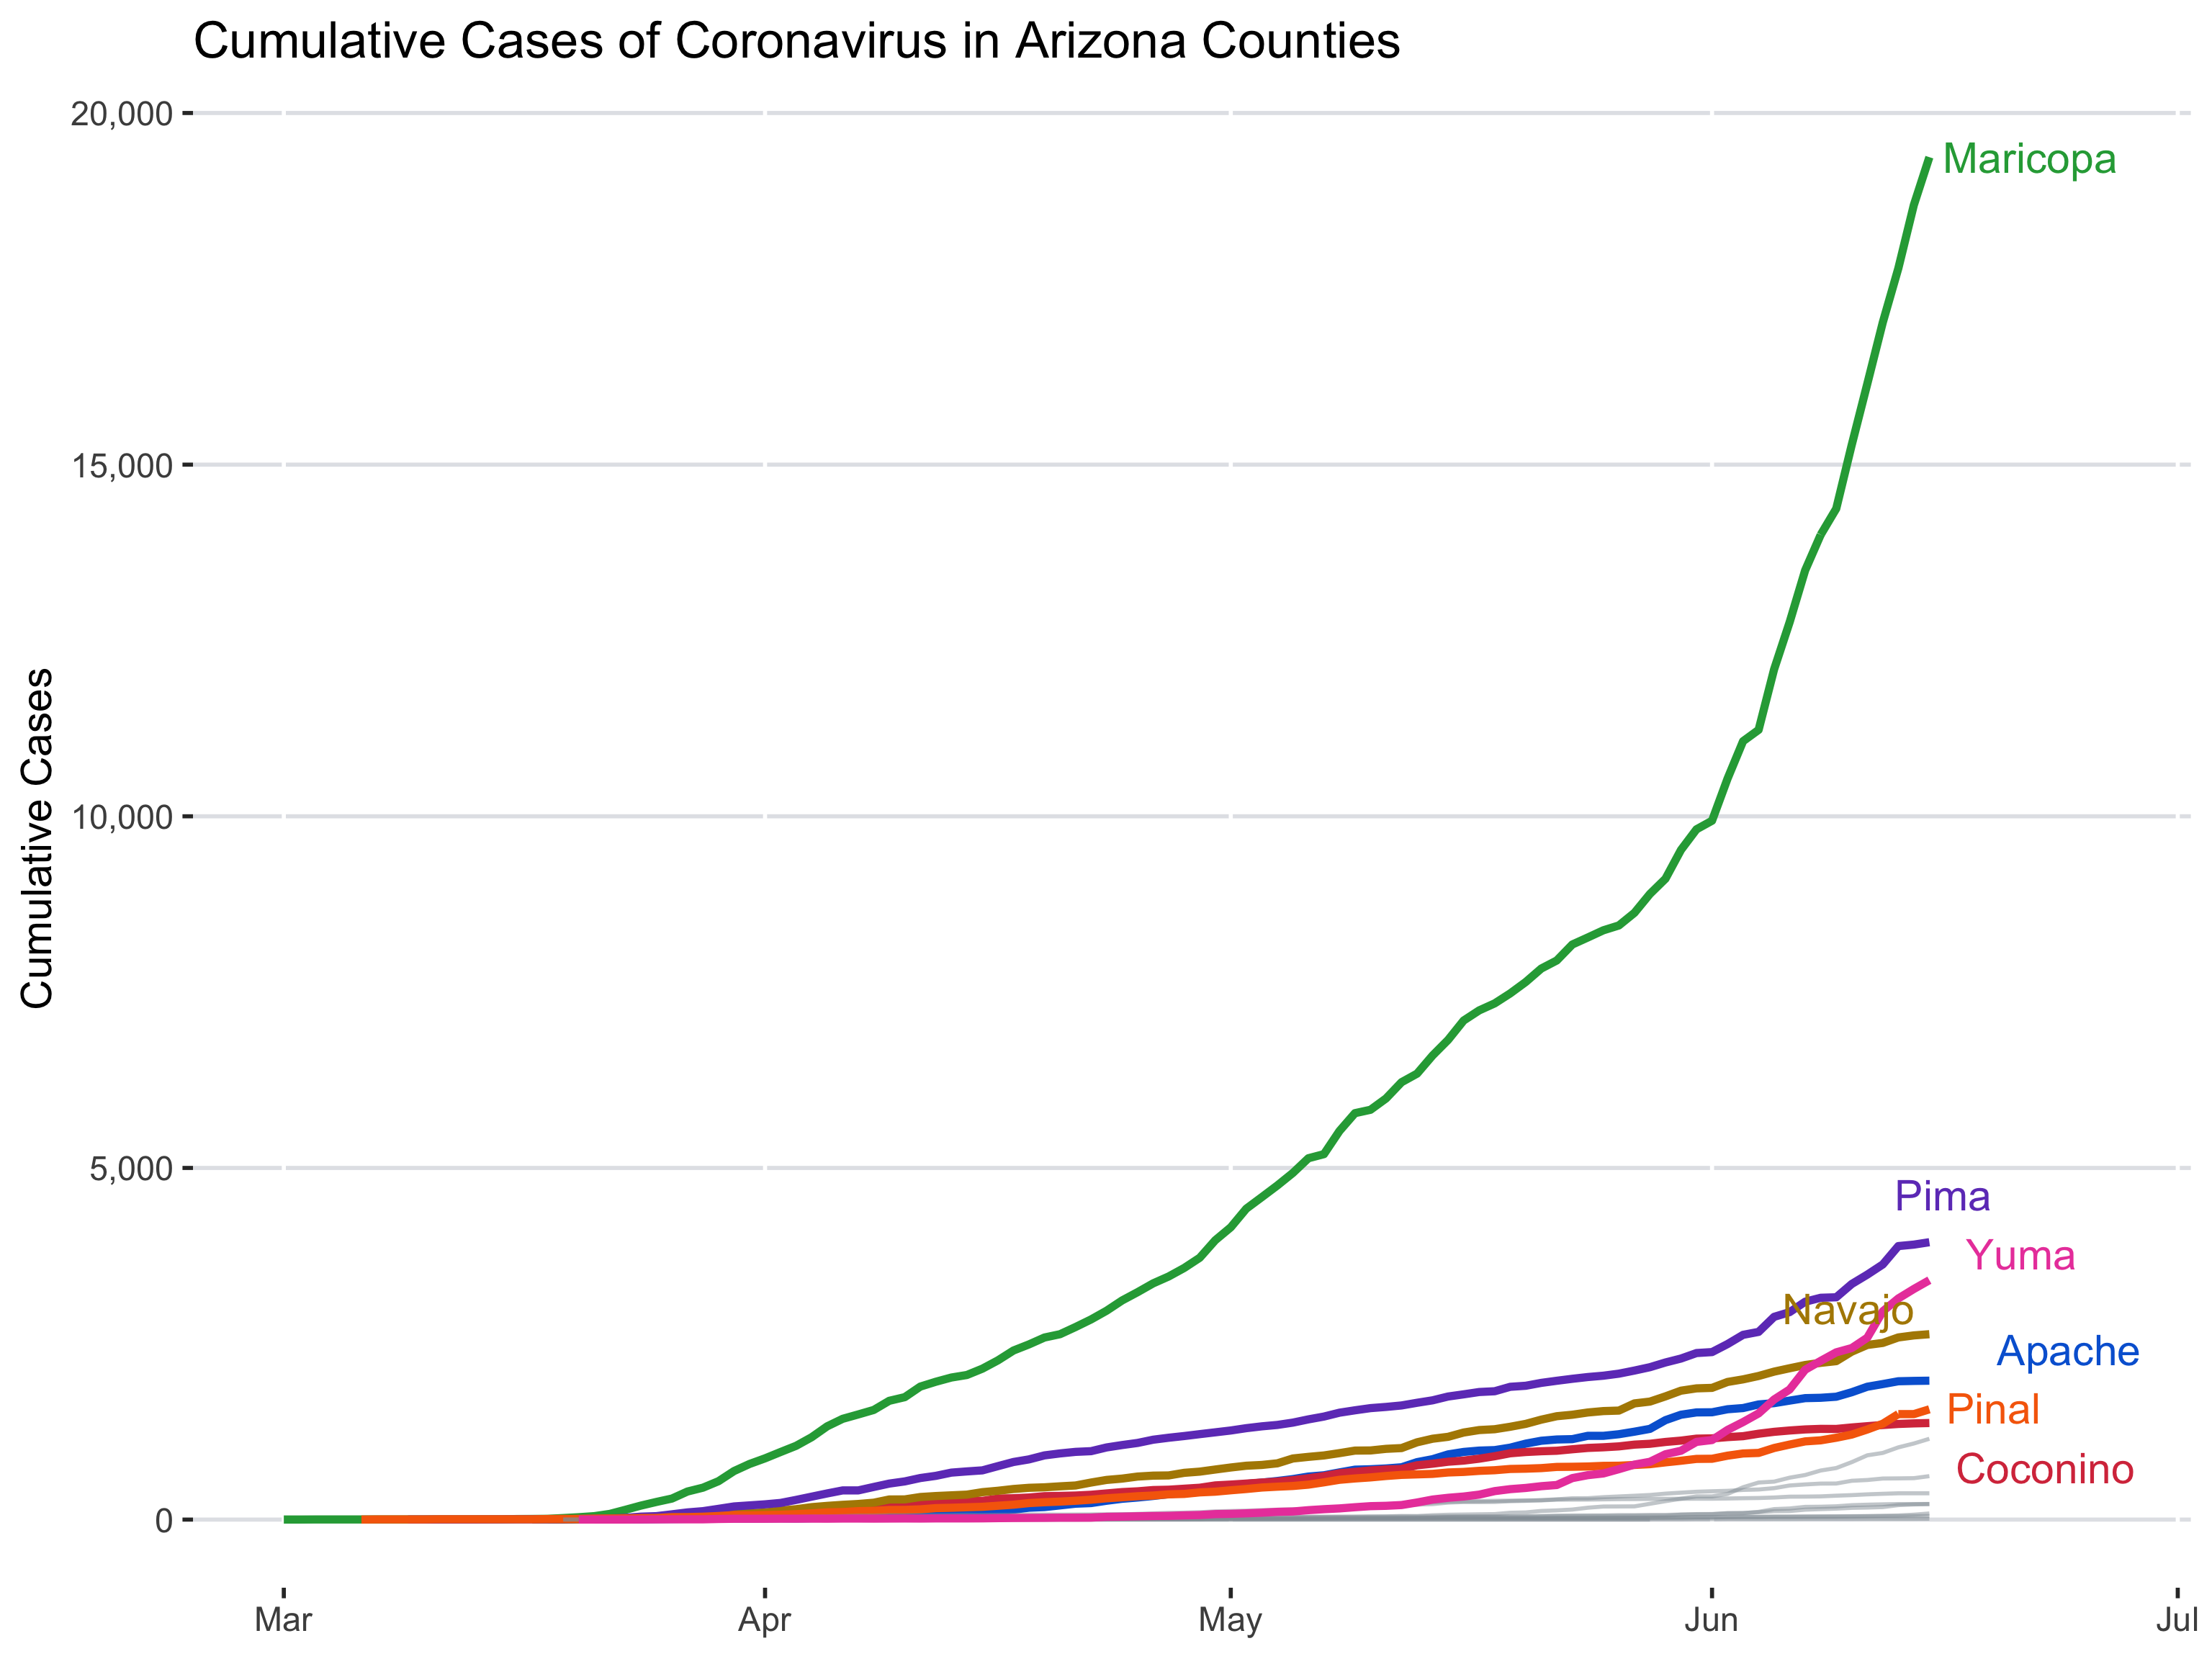 Cumulative Cases of Coronavirus in Arizona Counties
20,000
Maricopa
15,000
Cumulative Cases
10,000
5,000
Pima
Yuma
Navajo
Apache
Pinal
Coconino
0
Mar Apr May Jun Jul